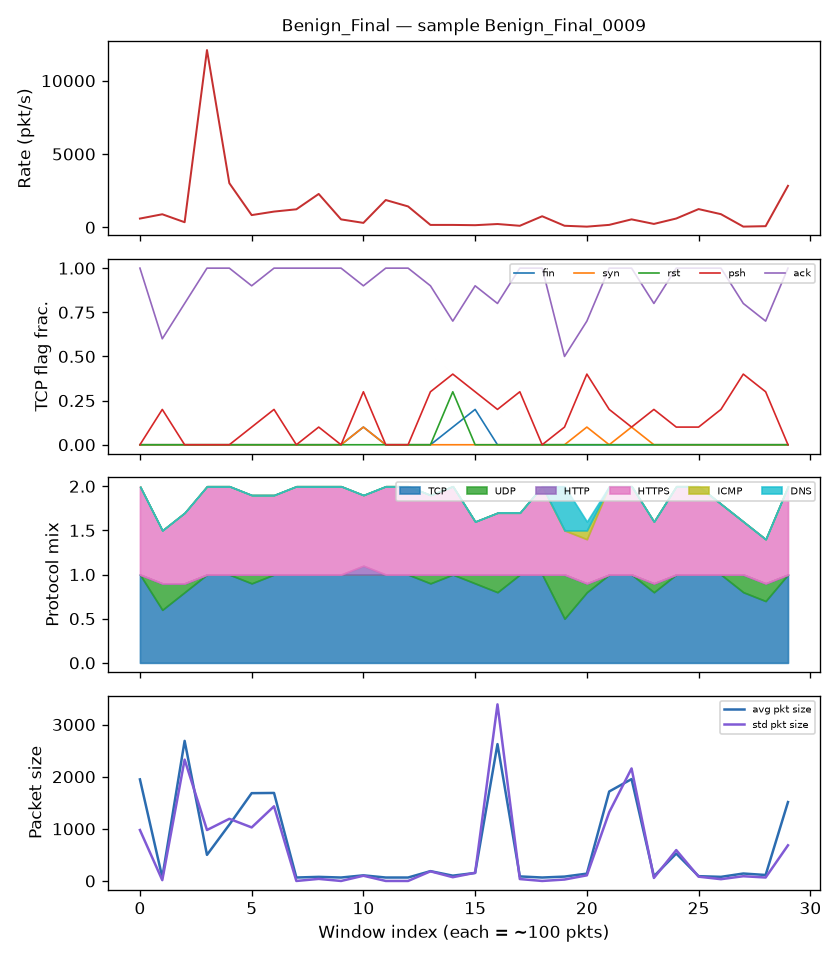 Benign_Final — sample Benign_Final_0009
Rate (pkt/s)
10000
5000
0
TCP flag frac.
1.00
0.75
0.50
0.25
0.00
fin syn rst psh ack
Protocol mix
2.0
1.5
1.0
0.5
0.0
TCP UDP HTTP HTTPS ICMP DNS
Packet size
3000
2000
1000
0
avg pkt size
std pkt size
0 5 10 15 20 25 30
Window index (each = ~100 pkts)